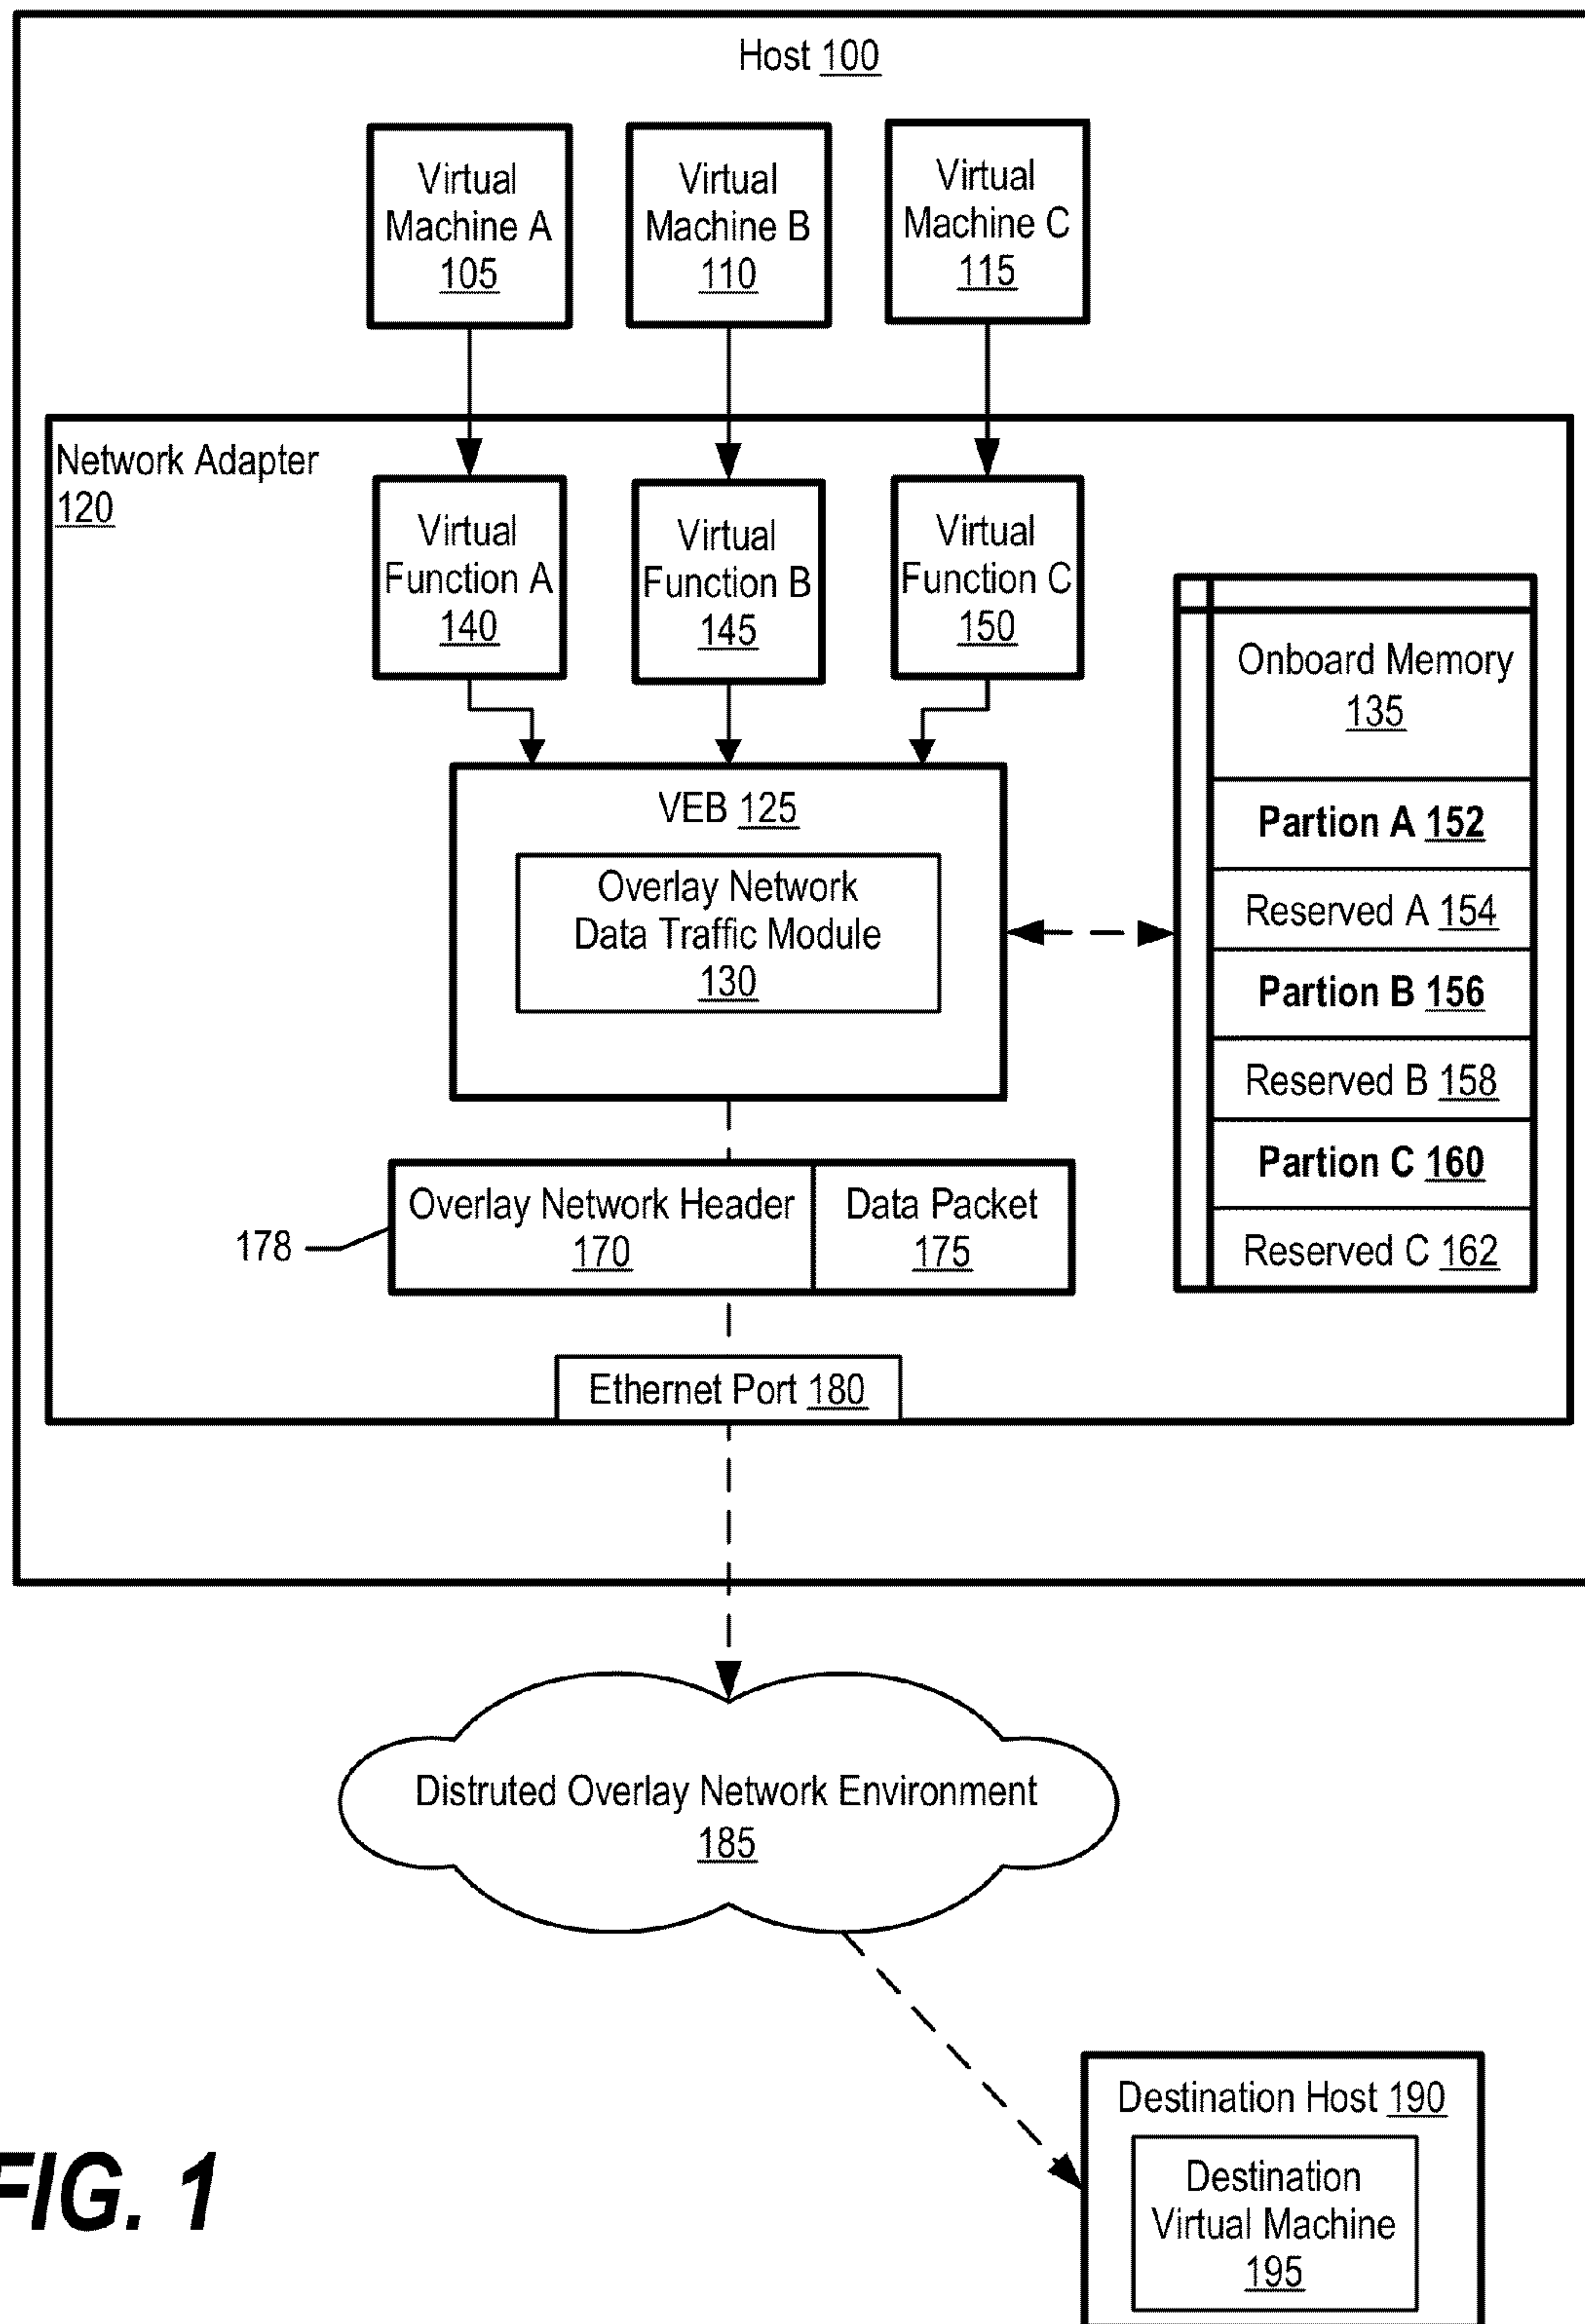 Host 100
Virtual
Machine A
105
Virtual
Machine B
110
Virtual
Machine C
115
Network Adapter
120
Virtual
Function A
140
Virtual
Function B
145
Virtual
Function C
150
Onboard Memory
135
Partion A 152
Reserved A 154
Partion B 156
Reserved B 158
Partion C 160
Reserved C 162
VEB 125
Overlay Network
Data Traffic Module
130
178
Overlay Network Header
170
Data Packet
175
Ethernet Port 180
Distruted Overlay Network Environment
185
Destination Host 190
Destination
Virtual Machine
195
FIG. 1